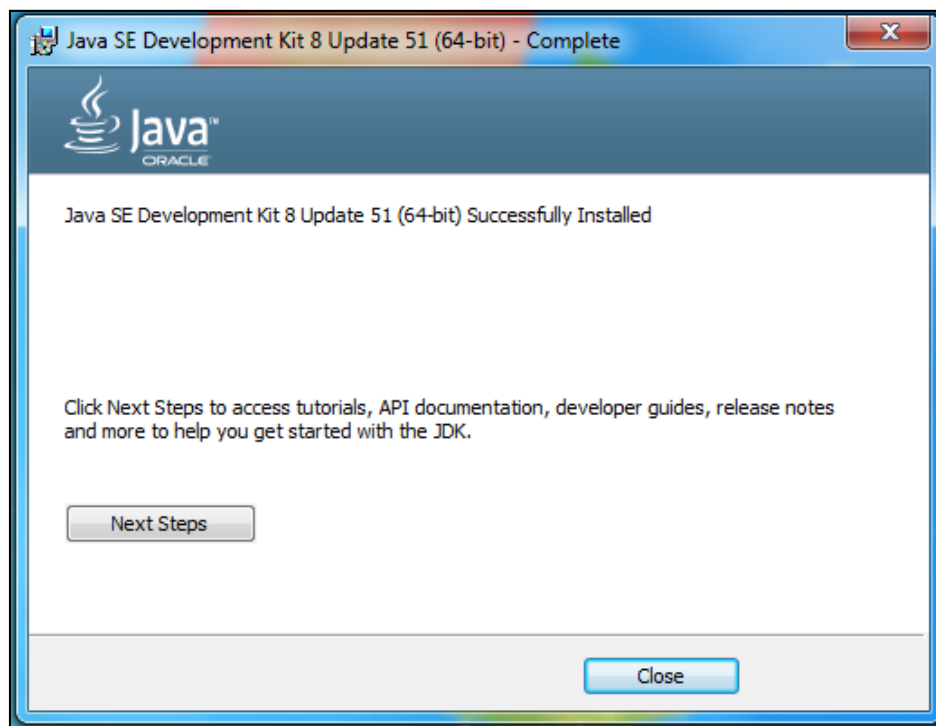 Java SE Development Kit 8 Update 51 (64-bit) - Complete
Java™
ORACLE
Java SE Development Kit 8 Update 51 (64-bit) Successfully Installed
Click Next Steps to access tutorials, API documentation, developer guides, release notes
and more to help you get started with the JDK.
Next Steps
Close